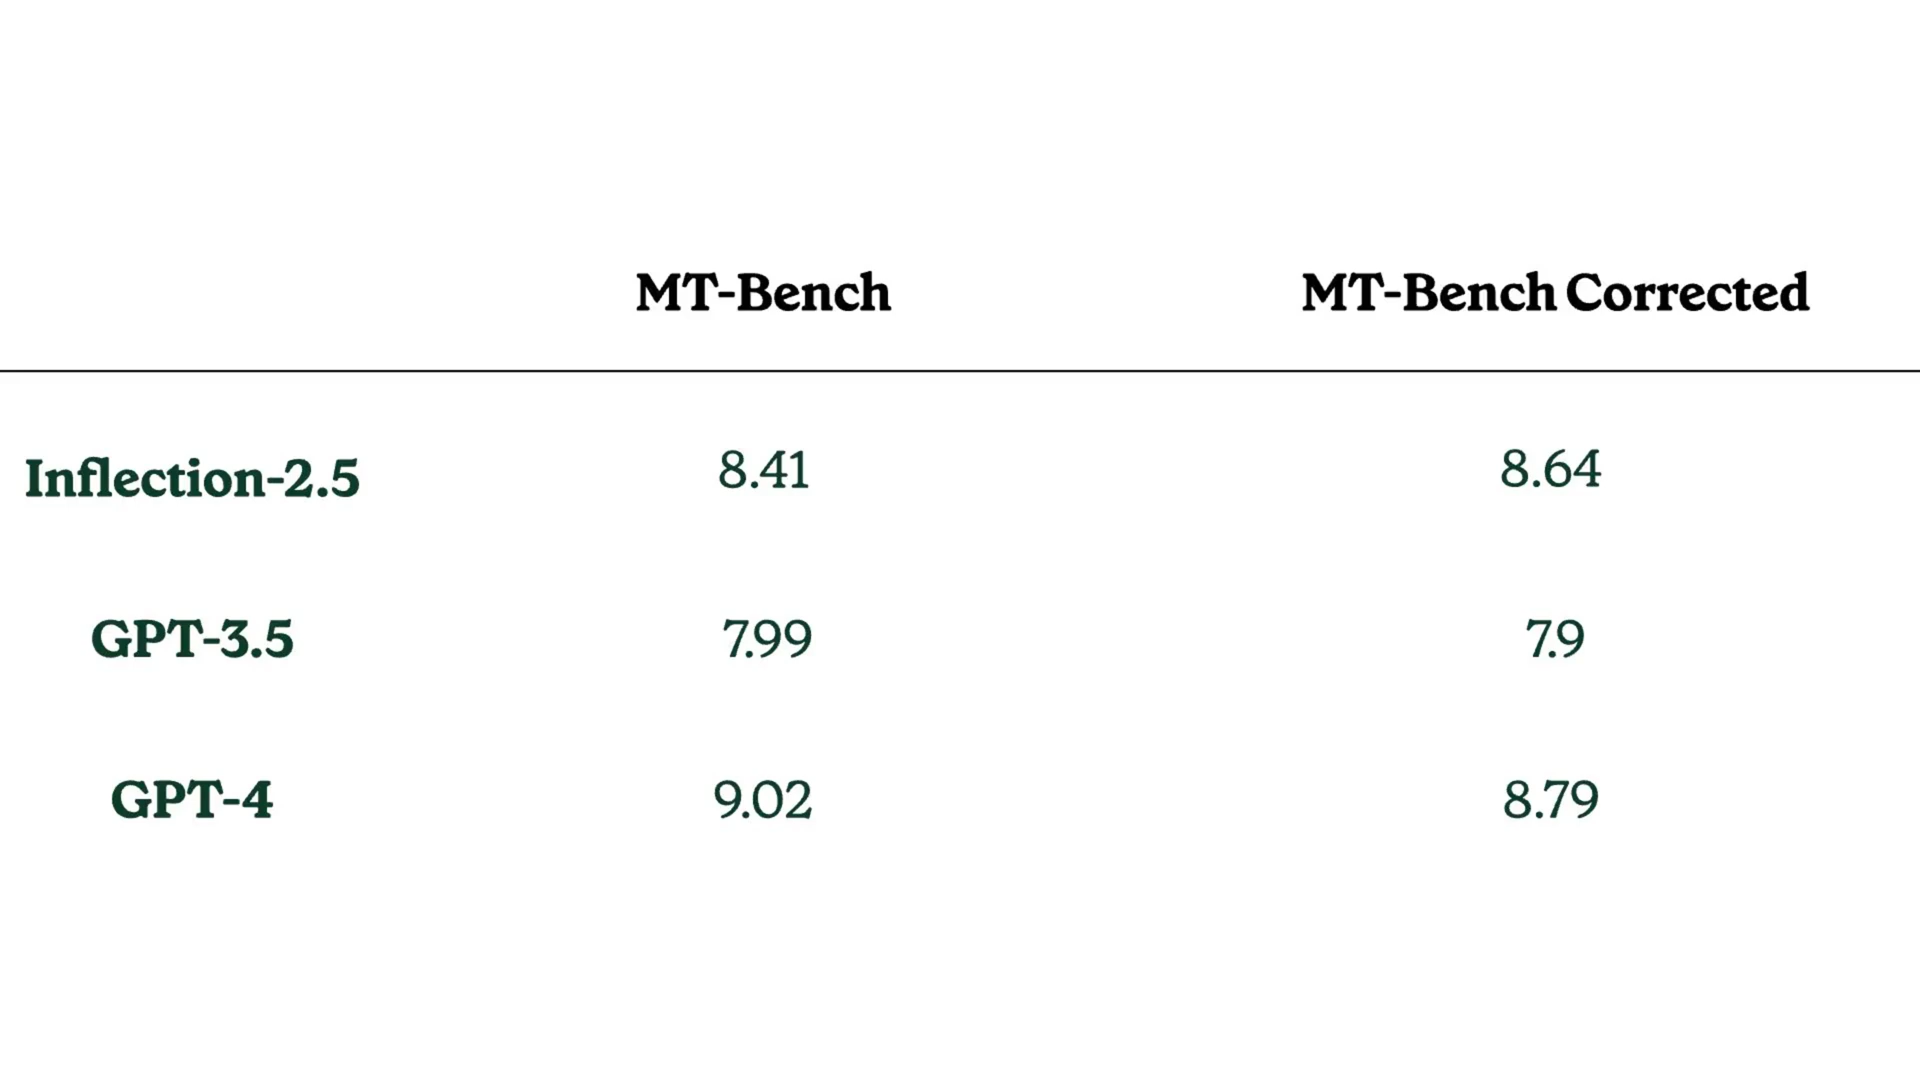 MT-Bench MT-Bench Corrected
Inflection-2.5 8.41 8.64
GPT-3.5 7.99 7.9
GPT-4 9.02 8.79